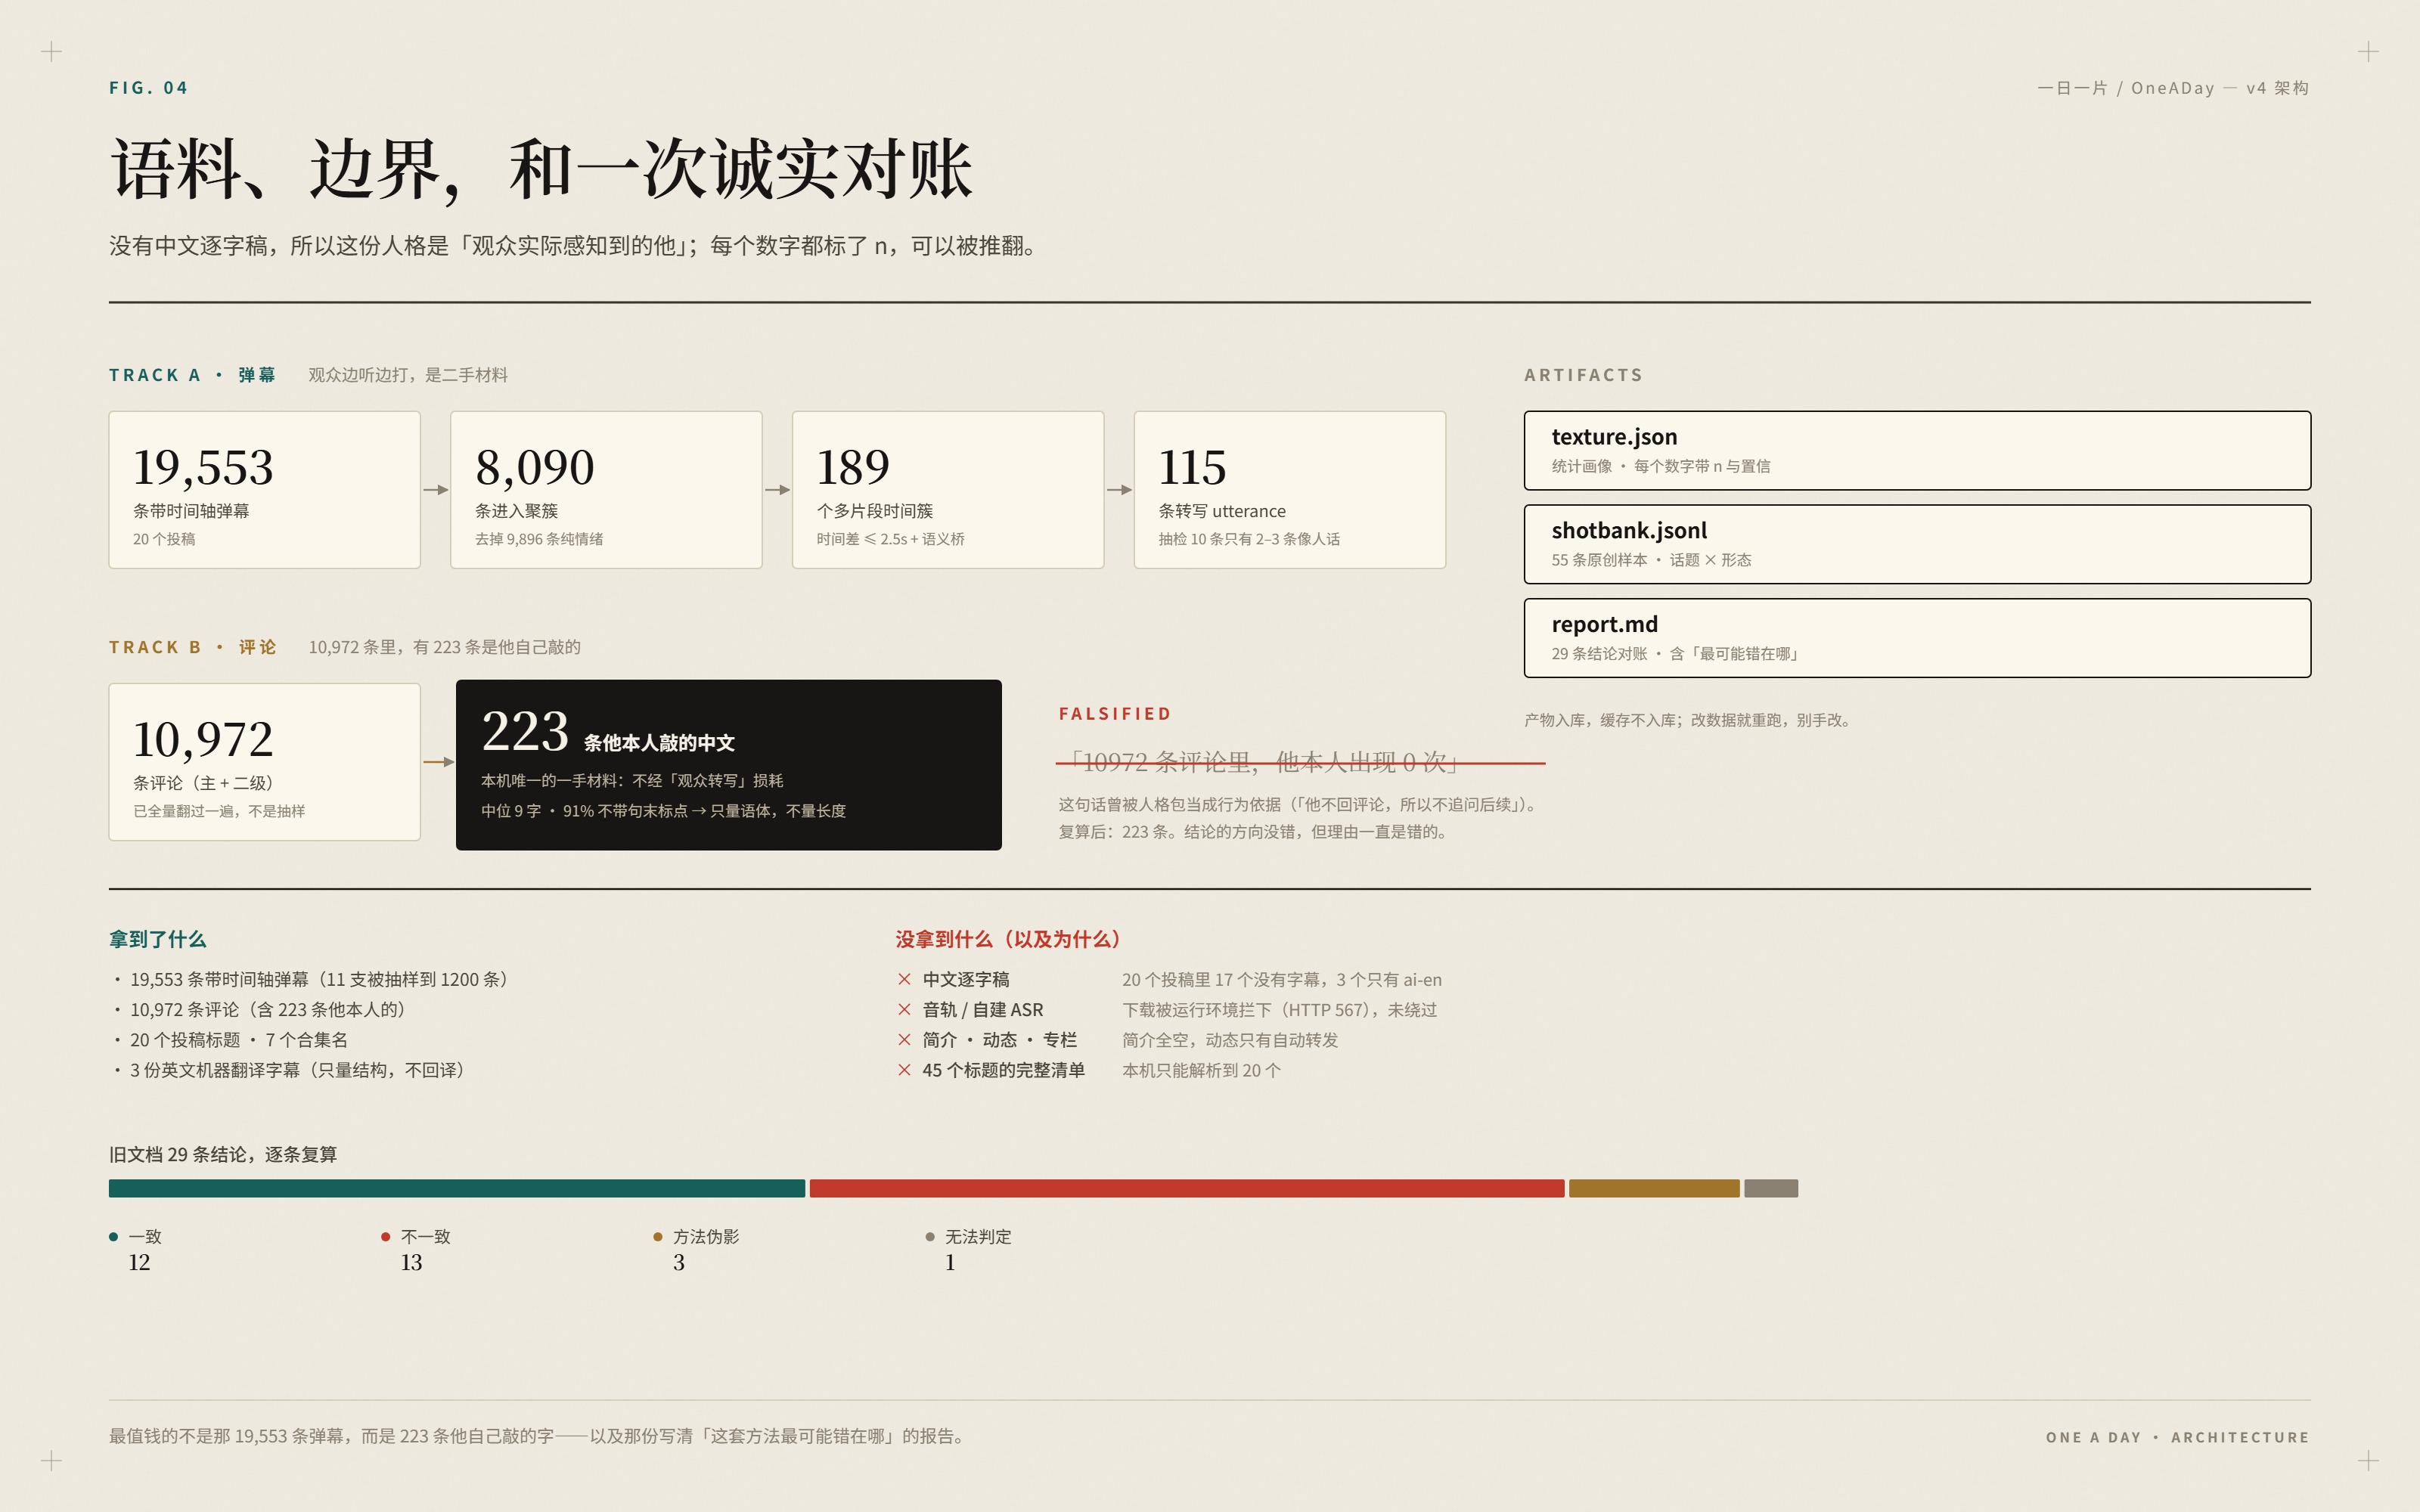 FIG. 04
一日一片 / OneADay — v4 架构
语料、边界，和一次诚实对账
没有中文逐字稿，所以这份人格是「观众实际感知到的他」；每个数字都标了 n，可以被推翻。
TRACK A · 弹幕 观众边听边打，是二手材料
19,553
条带时间轴弹幕
20 个投稿
8,090
条进入聚簇
去掉 9,896 条纯情绪
189
个多片段时间簇
时间差 ≤ 2.5s + 语义桥
115
条转写 utterance
抽检 10 条只有 2–3 条像人话
ARTIFACTS
texture.json
统计画像 · 每个数字带 n 与置信
shotbank.jsonl
55 条原创样本 · 话题 × 形态
report.md
29 条结论对账 · 含「最可能错在哪」
产物入库，缓存不入库；改数据就重跑，别手改。
TRACK B · 评论 10,972 条里，有 223 条是他自己敲的
10,972
条评论（主 + 二级）
已全量翻过一遍，不是抽样
223 条他本人敲的中文
本机唯一的一手材料：不经「观众转写」损耗
中位 9 字 · 91% 不带句末标点 → 只量语体，不量长度
FALSIFIED
「10972 条评论里，他本人出现 0 次」
这句话曾被人格包当成行为依据（「他不回评论，所以不追问后续」）。
复算后：223 条。结论的方向没错，但理由一直是错的。
拿到了什么
· 19,553 条带时间轴弹幕（11 支被抽样到 1200 条）
· 10,972 条评论（含 223 条他本人的）
· 20 个投稿标题 · 7 个合集名
· 3 份英文机器翻译字幕（只量结构，不回译）
没拿到什么（以及为什么）
× 中文逐字稿 20 个投稿里 17 个没有字幕，3 个只有 ai-en
× 音轨 / 自建 ASR 下载被运行环境拦下（HTTP 567），未绕过
× 简介 · 动态 · 专栏 简介全空，动态只有自动转发
× 45 个标题的完整清单 本机只能解析到 20 个
旧文档 29 条结论，逐条复算
一致
12
不一致
13
方法伪影
3
无法判定
1
最值钱的不是那 19,553 条弹幕，而是 223 条他自己敲的字——以及那份写清「这套方法最可能错在哪」的报告。
ONE A DAY · ARCHITECTURE